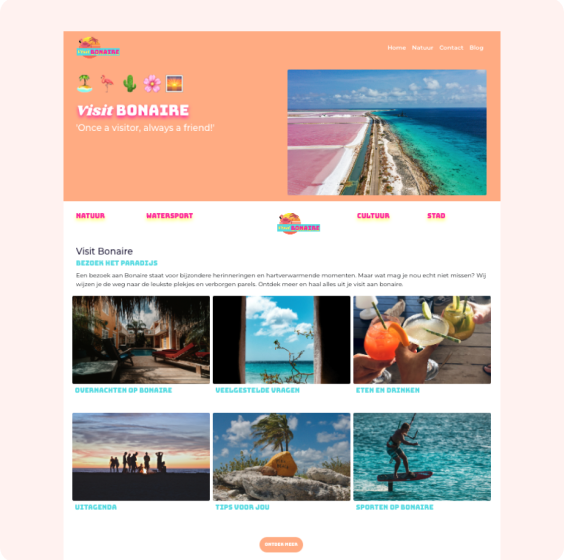 Visit BONAIRE
Home Natuur Contact Blog
Visit BONAIRE
'Once a visitor, always a friend!'
NATUUR WATERSPORT Visit BONAIRE CULTUUR STAD
Visit Bonaire
BEZOEK HET PARADIJS
Een bezoek aan Bonaire staat voor bijzondere herinneringen en hartverwarmende momenten. Maar wat mag je nou echt niet missen? Wij
wijzen je de weg naar de leukste plekjes en verborgen parels. Ontdek meer en haal alles uit je visit aan bonaire.
OVERNACHTEN OP BONAIRE VEELGESTELDE VRAGEN ETEN EN DRINKEN
UITAGENDA TIPS VOOR JOU SPORTEN OP BONAIRE